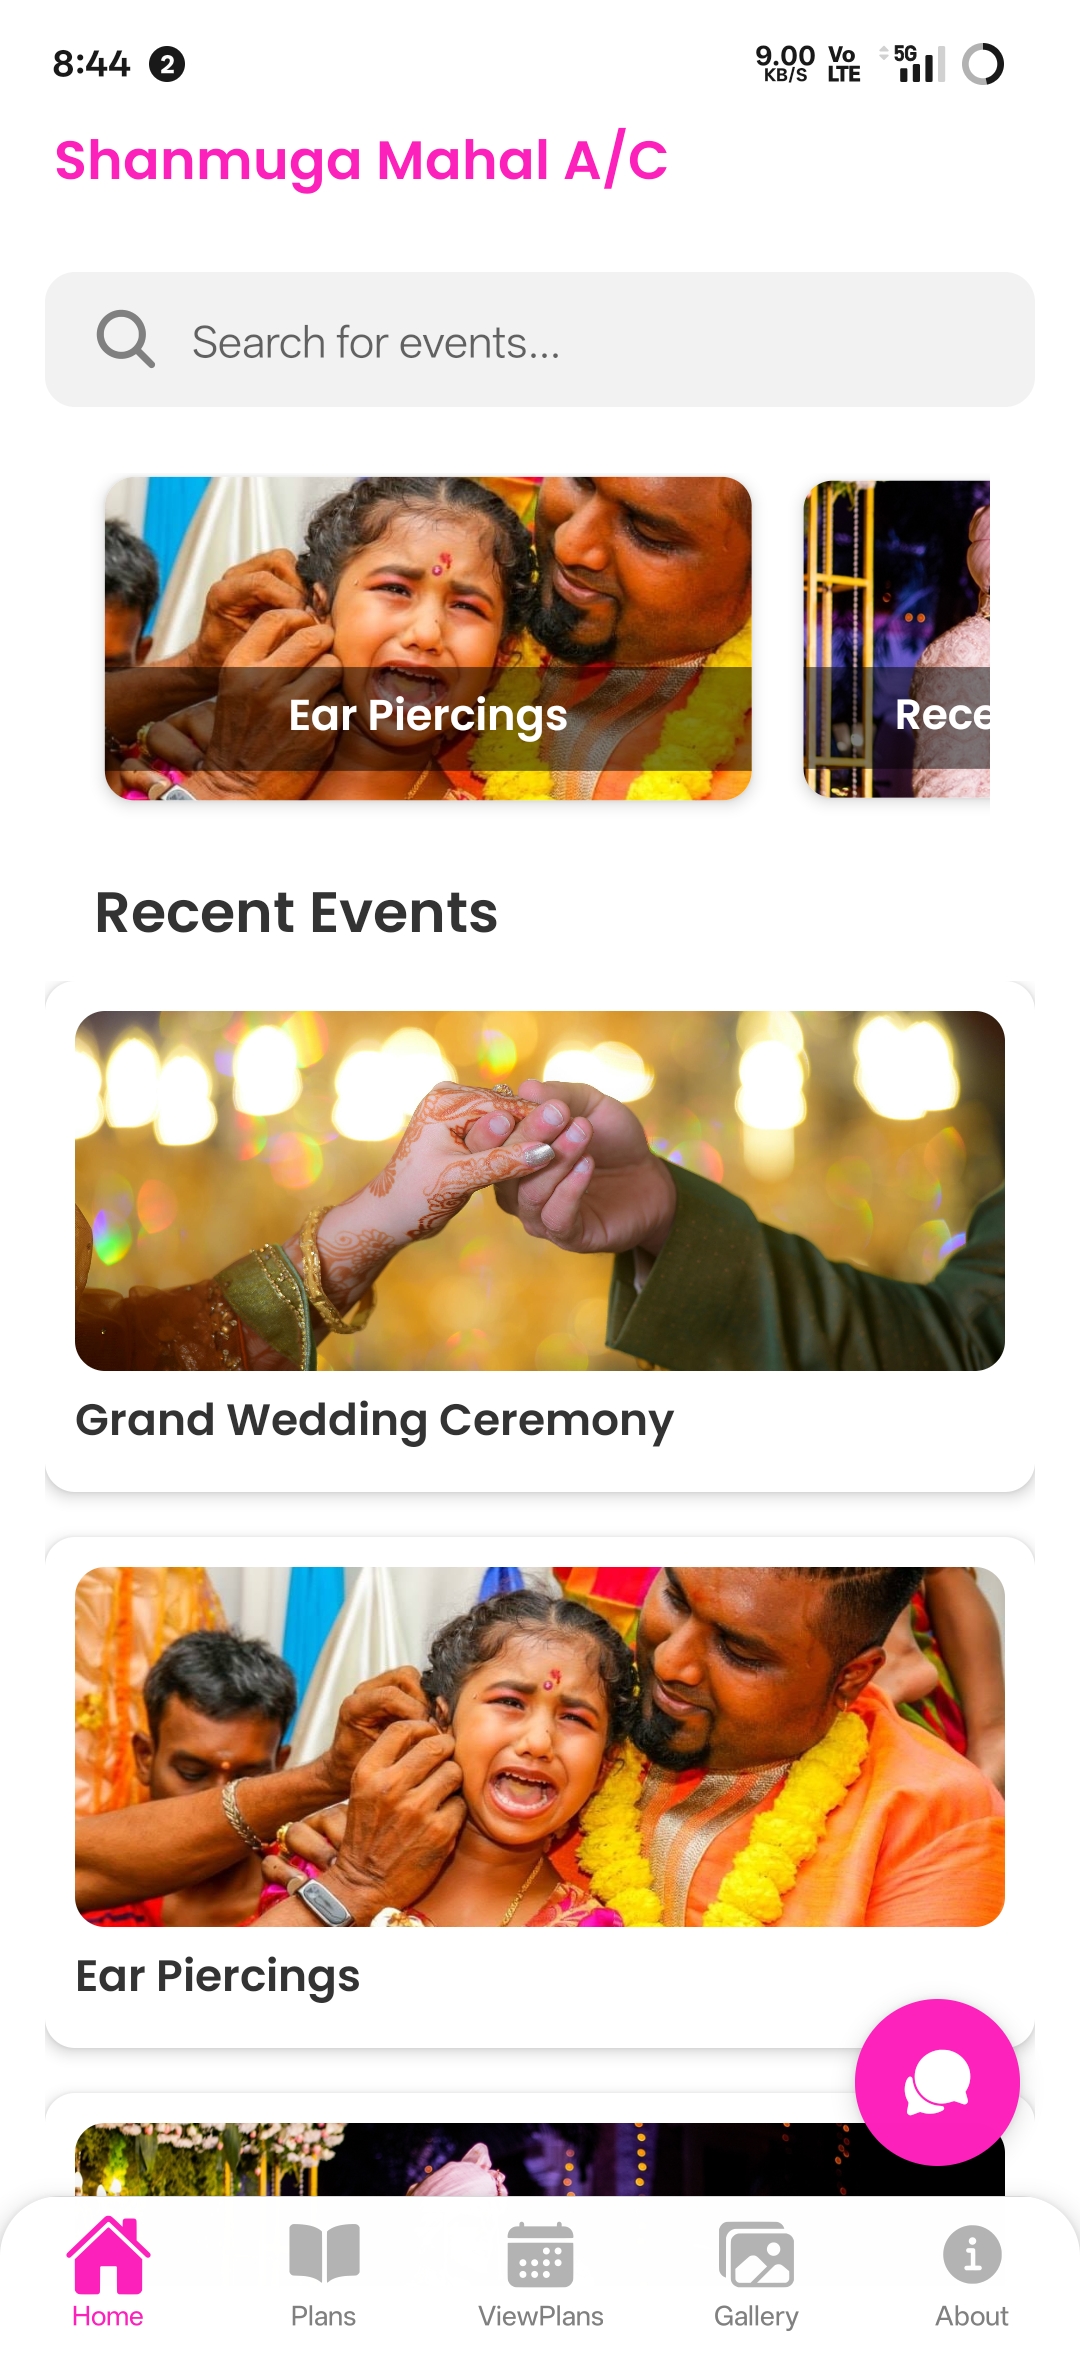 8:44 2 9.00 KB/S Vo LTE 5G
Shanmuga Mahal A/C
Search for events...
Ear Piercings
Rece
Recent Events
Grand Wedding Ceremony
Ear Piercings
Home Plans ViewPlans Gallery About